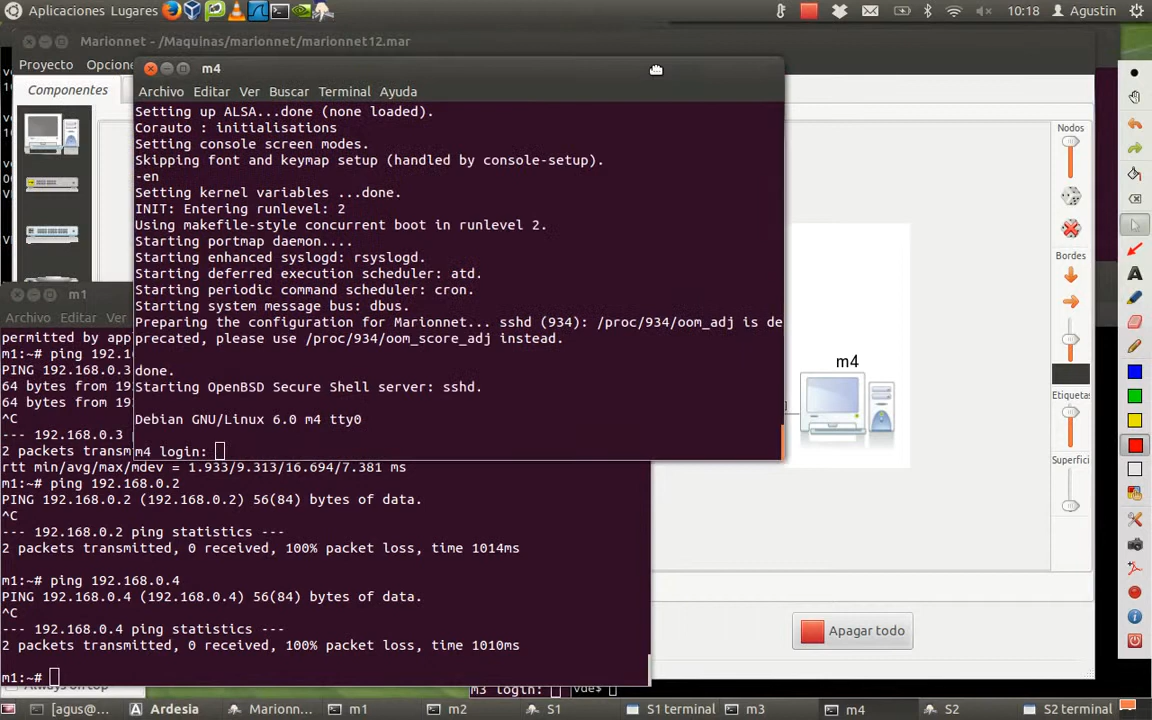 Aplicaciones Lugares
10:18
Agustin
Marionnet - /Maquinas/marionnet/marionnet12.mar
Proyecto Opcione
Componentes
m4
Archivo Editar Ver Buscar Terminal Ayuda
Setting up ALSA...done (none loaded).
Corauto : initialisations
Setting console screen modes.
Skipping font and keymap setup (handled by console-setup).
-en
Setting kernel variables ...done.
INIT: Entering runlevel: 2
Using makefile-style concurrent boot in runlevel 2.
Starting portmap daemon....
Starting enhanced syslogd: rsyslogd.
Starting deferred execution scheduler: atd.
Starting periodic command scheduler: cron.
Starting system message bus: dbus.
Preparing the configuration for Marionnet... sshd (934): /proc/934/oom_adj is de
precated, please use /proc/934/oom_score_adj instead.
done.
Starting OpenBSD Secure Shell server: sshd.
Debian GNU/Linux 6.0 m4 tty0
m4 login:
m1
Archivo Editar Ver
permitted by app
m1:~# ping 192.1
PING 192.168.0.3
64 bytes from 19
64 bytes from 19
^C
--- 192.168.0.3
2 packets transm
rtt min/avg/max/mdev = 1.933/9.313/16.694/7.381 ms
m1:~# ping 192.168.0.2
PING 192.168.0.2 (192.168.0.2) 56(84) bytes of data.
^C
--- 192.168.0.2 ping statistics ---
2 packets transmitted, 0 received, 100% packet loss, time 1014ms
m1:~# ping 192.168.0.4
PING 192.168.0.4 (192.168.0.4) 56(84) bytes of data.
^C
--- 192.168.0.4 ping statistics ---
2 packets transmitted, 0 received, 100% packet loss, time 1010ms
m1:~#
m4
Nodos
Bordes
Etiquetas
Superfici
Apagar todo
Always on top
m3 login:
vde$
[agus@... Ardesia Marionn... m1 m2 S1 S1 terminal m3 m4 S2 S2 terminal